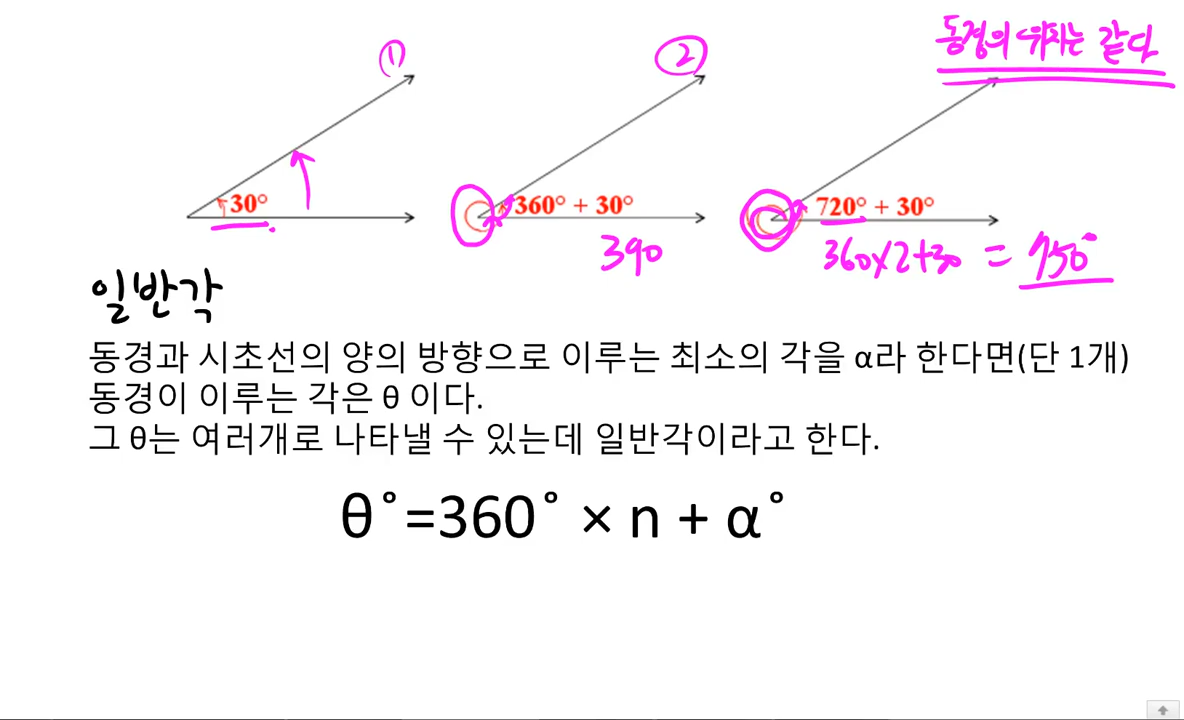 ① ② 동경의 위치는 같다
30° 360° + 30° 720° + 30°
390 360×2+30 = 750°
일반각
동경과 시초선의 양의 방향으로 이루는 최소의 각을 α라 한다면(단 1개)
동경이 이루는 각은 θ 이다.
그 θ는 여러개로 나타낼 수 있는데 일반각이라고 한다.
θ˚=360˚ × n + α˚